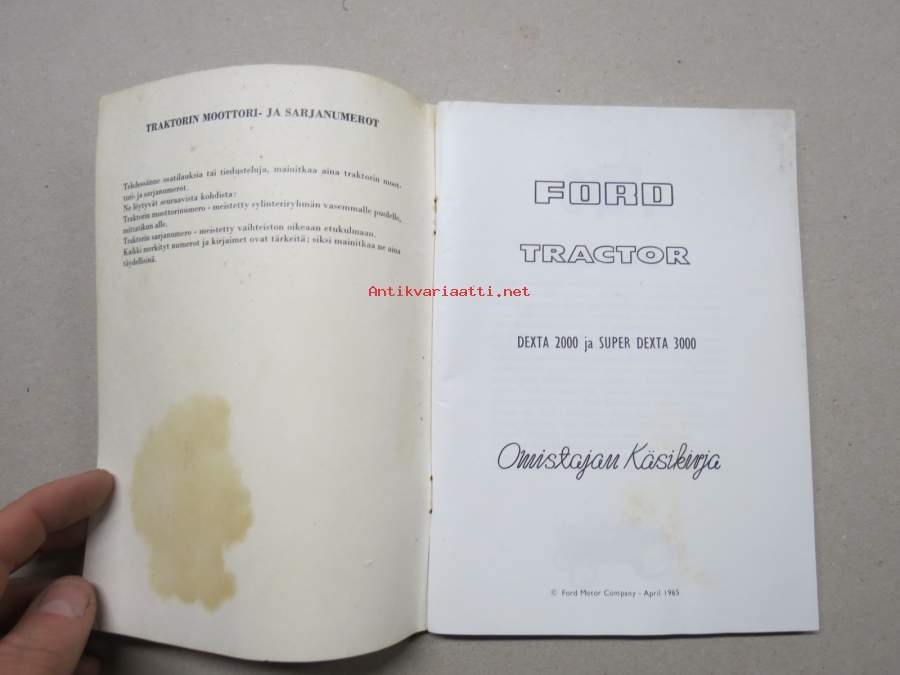 TRAKTORIN MOOTTORI- JA SARJANUMEROT
Tehdessänne osatilauksia tai tiedusteluja, mainitkaa aina traktorin moot-
tori- ja sarjanumerot.
Ne löytyvät seuraavista kohdista:
Traktorin moottorinumero - meistetty sylinteriryhmän vasemmalle puolelle,
mittatikun alle.
Traktorin sarjanumero - meistetty vaihteiston oikeaan etukulmaan.
Kaikki merkityt numerot ja kirjaimet ovat tärkeitä; siksi mainitkaa ne aina
täydellisinä.
Antikvariaatti.net
FORD
TRACTOR
DEXTA 2000 ja SUPER DEXTA 3000
Omistajan Käsikirja
© Ford Motor Company - April 1965